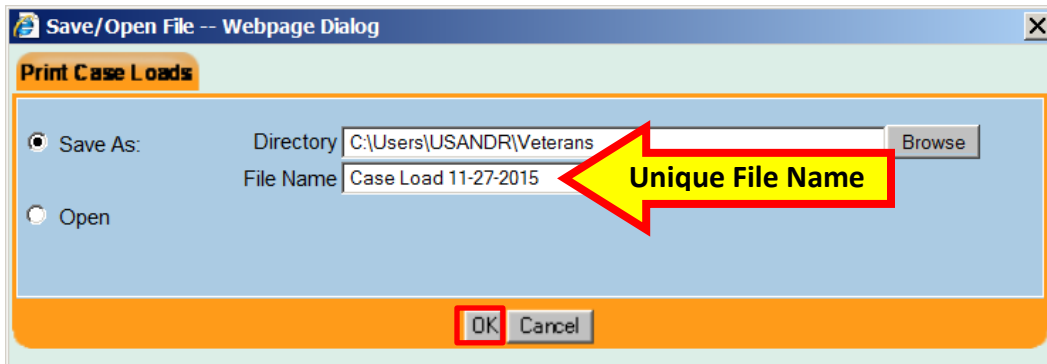 Save/Open File -- Webpage Dialog
Print Case Loads
Save As: Directory C:\Users\USANDR\Veterans Browse
File Name Case Load 11-27-2015 Unique File Name
Open
OK Cancel